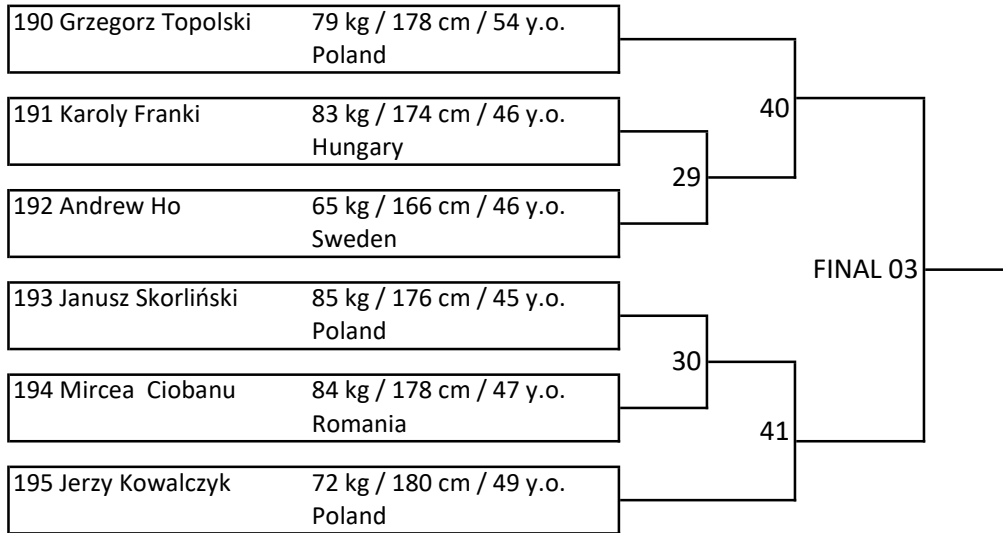 190 Grzegorz Topolski 79 kg / 178 cm / 54 y.o.
Poland
40
191 Karoly Franki 83 kg / 174 cm / 46 y.o.
Hungary
29
192 Andrew Ho 65 kg / 166 cm / 46 y.o.
Sweden
FINAL 03
193 Janusz Skorliński 85 kg / 176 cm / 45 y.o.
Poland
30
194 Mircea  Ciobanu 84 kg / 178 cm / 47 y.o.
Romania
41
195 Jerzy Kowalczyk 72 kg / 180 cm / 49 y.o.
Poland